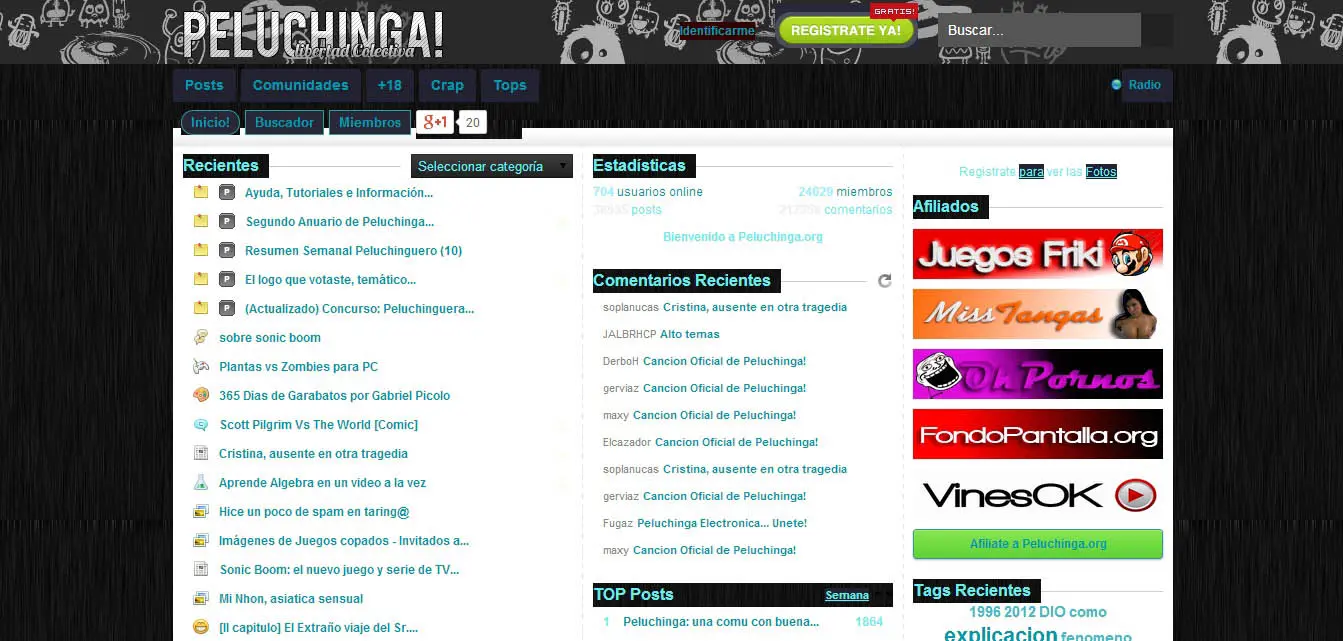 PELUCHINGA!
libertad Colectiva
Identificarme
REGISTRATE YA!
GRATIS!
Buscar...
Posts
Comunidades
+18
Crap
Tops
Radio
Inicio!
Buscador
Miembros
g+1
20
Recientes
Seleccionar categoría
P Ayuda, Tutoriales e Información...
P Segundo Anuario de Peluchinga...
P Resumen Semanal Peluchinguero (10)
P El logo que votaste, temático...
P (Actualizado) Concurso: Peluchinguera...
sobre sonic boom
Plantas vs Zombies para PC
365 Dias de Garabatos por Gabriel Picolo
Scott Pilgrim Vs The World [Comic]
Cristina, ausente en otra tragedia
Aprende Algebra en un video a la vez
Hice un poco de spam en taring@
Imágenes de Juegos copados - Invitados a...
Sonic Boom: el nuevo juego y serie de TV...
Mi Nhon, asiatica sensual
[II capitulo] El Extraño viaje del Sr....
Estadísticas
704 usuarios online
24629 miembros
posts
comentarios
Bienvenido a Peluchinga.org
Comentarios Recientes
soplanucas Cristina, ausente en otra tragedia
JALBRHCP Alto temas
DerboH Cancion Oficial de Peluchinga!
gerviaz Cancion Oficial de Peluchinga!
maxy Cancion Oficial de Peluchinga!
Elcazador Cancion Oficial de Peluchinga!
soplanucas Cristina, ausente en otra tragedia
gerviaz Cancion Oficial de Peluchinga!
Fugaz Peluchinga Electronica... Unete!
maxy Cancion Oficial de Peluchinga!
TOP Posts
Semana
1 Peluchinga: una comu con buena... 1864
Registrate para ver las Fotos
Afiliados
Juegos Friki
MissTangas
Oh Pornos
FondoPantalla.org
VinesOK
Afiliate a Peluchinga.org
Tags Recientes
1996 2012 DIO como
explicacion fenomeno